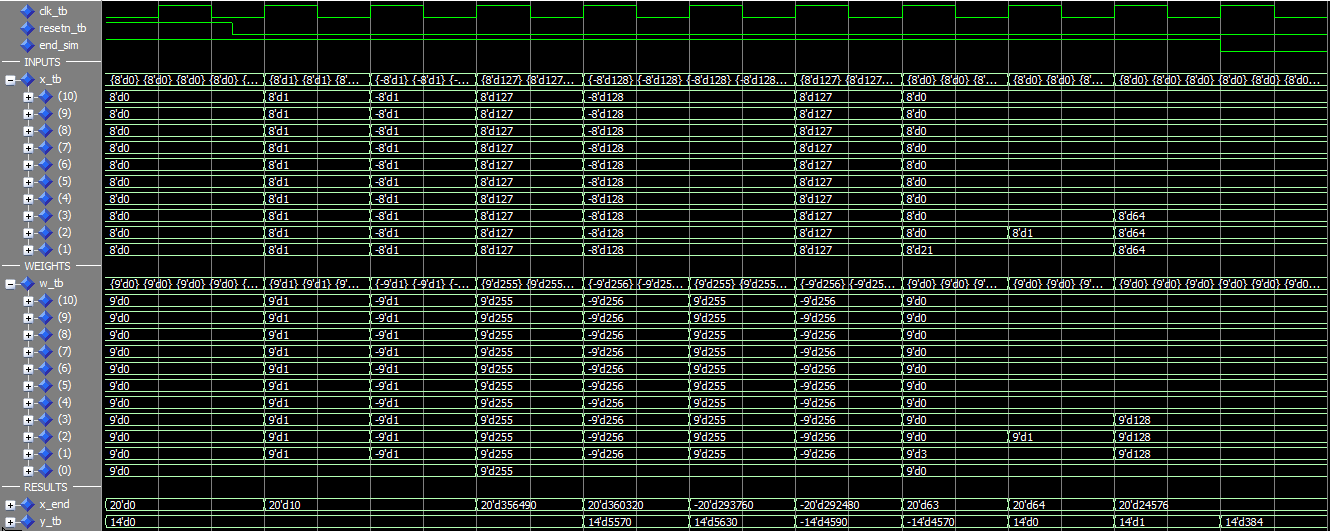 clk_tb
resetn_tb
end_sim
INPUTS
x_tb {8'd0} {8'd0} {8'd0} {8'd0} {... {8'd1} {8'd1} {8'... {-8'd1} {-8'd1} {-... {8'd127} {8'd127... {-8'd128} {-8'd128} {-8'd128} {-8'd128... {8'd127} {8'd127... {8'd0} {8'd0} {8'... {8'd0} {8'd0} {8'... {8'd0} {8'd0} {8'd0} {8'd0} {8'd0} {8'd0...
(10) 8'd0 8'd1 -8'd1 8'd127 -8'd128 8'd127 8'd0
(9) 8'd0 8'd1 -8'd1 8'd127 -8'd128 8'd127 8'd0
(8) 8'd0 8'd1 -8'd1 8'd127 -8'd128 8'd127 8'd0
(7) 8'd0 8'd1 -8'd1 8'd127 -8'd128 8'd127 8'd0
(6) 8'd0 8'd1 -8'd1 8'd127 -8'd128 8'd127 8'd0
(5) 8'd0 8'd1 -8'd1 8'd127 -8'd128 8'd127 8'd0
(4) 8'd0 8'd1 -8'd1 8'd127 -8'd128 8'd127 8'd0
(3) 8'd0 8'd1 -8'd1 8'd127 -8'd128 8'd127 8'd0 8'd64
(2) 8'd0 8'd1 -8'd1 8'd127 -8'd128 8'd127 8'd0 8'd1 8'd64
(1) 8'd0 8'd1 -8'd1 8'd127 -8'd128 8'd127 8'd21 8'd64
WEIGHTS
w_tb {9'd0} {9'd0} {9'd0} {9'd0} {... {9'd1} {9'd1} {9'... {-9'd1} {-9'd1} {-... {9'd255} {9'd255... {-9'd256} {-9'd25... {9'd255} {9'd255... {-9'd256} {-9'd25... {9'd0} {9'd0} {9'... {9'd0} {9'd0} {9'... {9'd0} {9'd0} {9'd0} {9'd0} {9'd0} {9'd0...
(10) 9'd0 9'd1 -9'd1 9'd255 -9'd256 9'd255 -9'd256 9'd0
(9) 9'd0 9'd1 -9'd1 9'd255 -9'd256 9'd255 -9'd256 9'd0
(8) 9'd0 9'd1 -9'd1 9'd255 -9'd256 9'd255 -9'd256 9'd0
(7) 9'd0 9'd1 -9'd1 9'd255 -9'd256 9'd255 -9'd256 9'd0
(6) 9'd0 9'd1 -9'd1 9'd255 -9'd256 9'd255 -9'd256 9'd0
(5) 9'd0 9'd1 -9'd1 9'd255 -9'd256 9'd255 -9'd256 9'd0
(4) 9'd0 9'd1 -9'd1 9'd255 -9'd256 9'd255 -9'd256 9'd0
(3) 9'd0 9'd1 -9'd1 9'd255 -9'd256 9'd255 -9'd256 9'd0 9'd128
(2) 9'd0 9'd1 -9'd1 9'd255 -9'd256 9'd255 -9'd256 9'd0 9'd1 9'd128
(1) 9'd0 9'd1 -9'd1 9'd255 -9'd256 9'd255 -9'd256 9'd3 9'd128
(0) 9'd0 9'd255 9'd0
RESULTS
x_end 20'd0 20'd10 20'd356490 20'd360320 -20'd293760 -20'd292480 20'd63 20'd64 20'd24576
y_tb 14'd0 14'd5570 14'd5630 -14'd4590 -14'd4570 14'd0 14'd1 14'd384